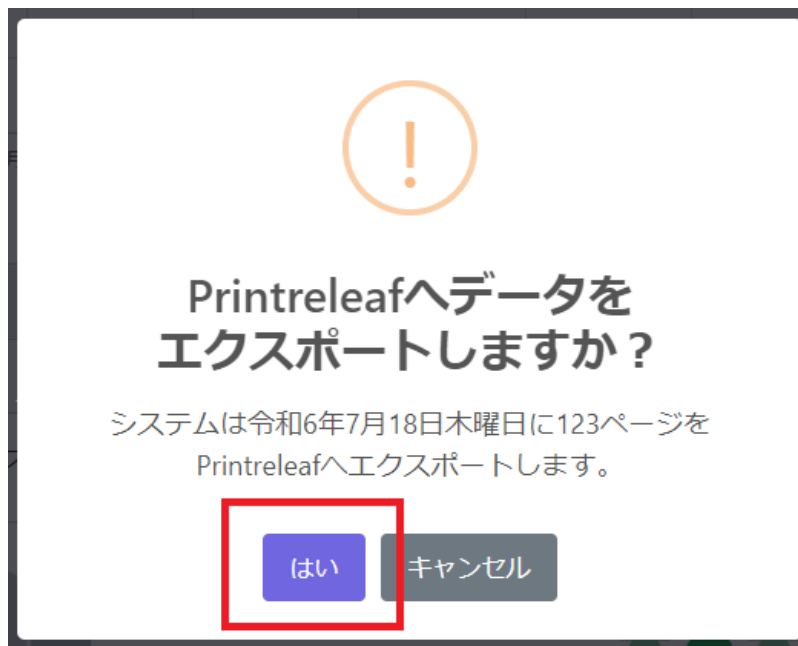 !
Printreleafへデータを
エクスポートしますか？
システムは令和6年7月18日木曜日に123ページを
Printreleafへエクスポートします。
はい キャンセル